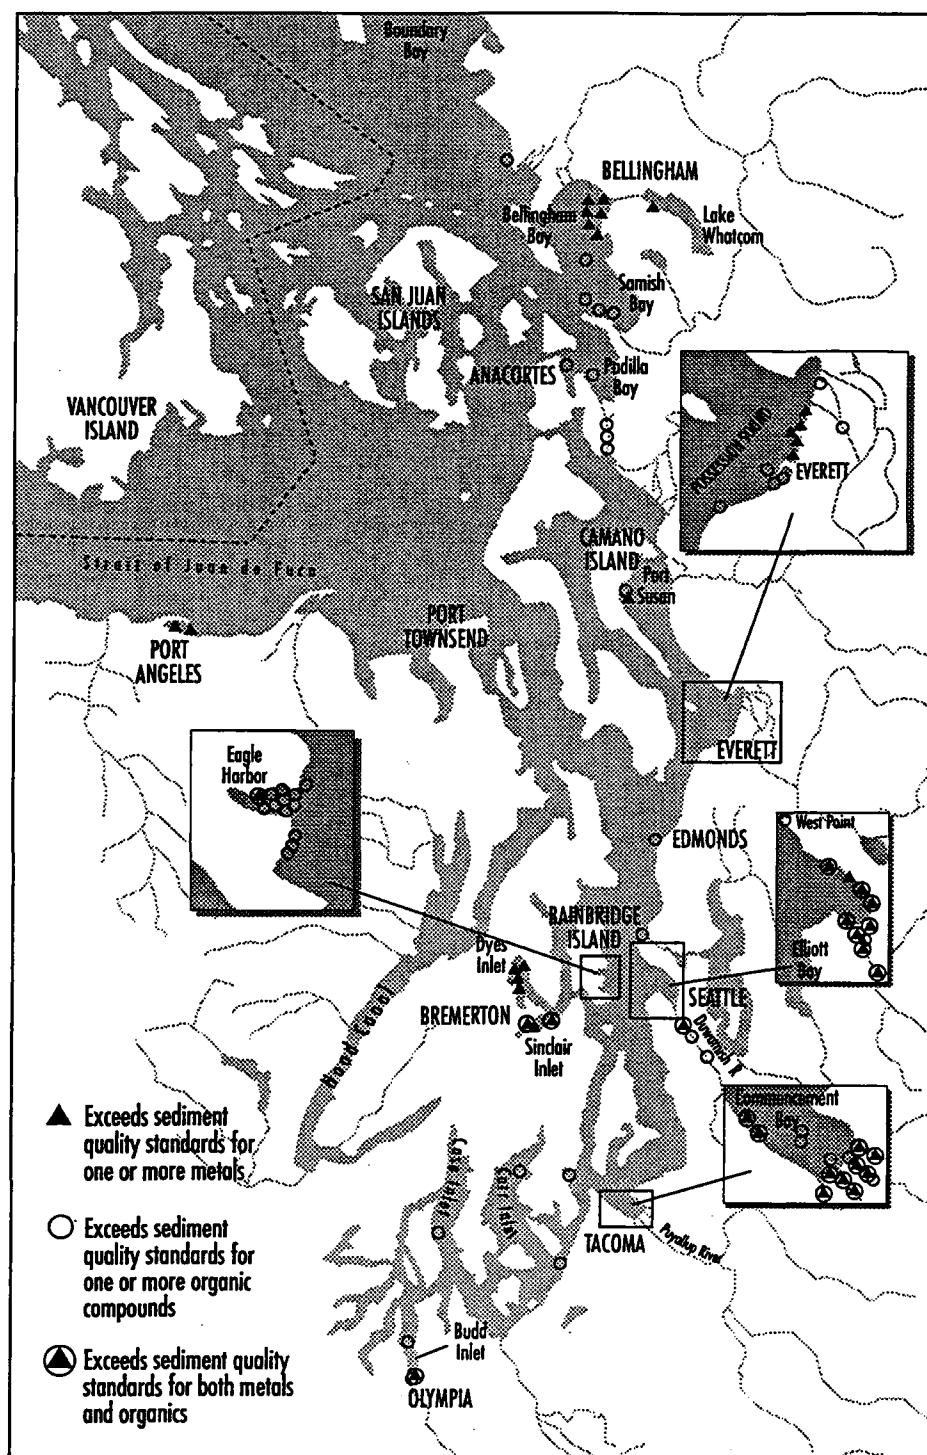 Boundary
Bay
BELLINGHAM
Bellingham
Bay
Lake
Whatcom
Samish
Bay
SAN JUAN
ISLANDS
ANACORTES
Padilla
Bay
VANCOUVER
ISLAND
POSSESSION SOUND
EVERETT
CAMANO
ISLAND
Port
Susan
Strait of Juan de Fuca
PORT
TOWNSEND
PORT
ANGELES
EVERETT
Eagle
Harbor
West Point
EDMONDS
BAINBRIDGE
ISLAND
Dyes
Inlet
Elliott
Bay
SEATTLE
BREMERTON
Sinclair
Inlet
Duwamish R
Hood Canal
Commencement
Bay
Case Inlet
Carr Inlet
TACOMA
Puyallup River
Budd
Inlet
OLYMPIA
Exceeds sediment
quality standards for
one or more metals
Exceeds sediment
quality standards for
one or more organic
compounds
Exceeds sediment quality
standards for both metals
and organics